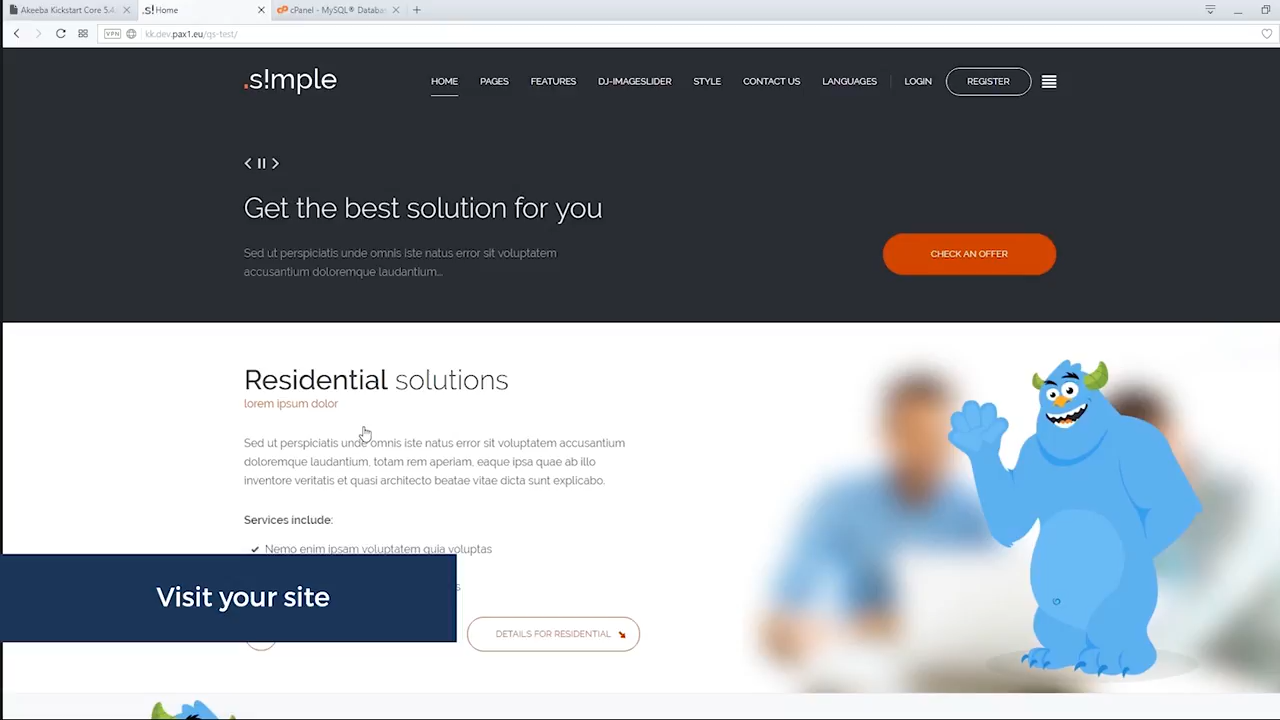 Akeeba Kickstart Core 5.4
.s! Home
cPanel - MySQL® Databas
VPN
kk.dev.pax1.eu/qs-test/
.s!mple
HOME PAGES FEATURES DJ-IMAGESLIDER STYLE CONTACT US LANGUAGES LOGIN REGISTER
Get the best solution for you
Sed ut perspiciatis unde omnis iste natus error sit voluptatem
accusantium doloremque laudantium...
CHECK AN OFFER
Residential solutions
lorem ipsum dolor
Sed ut perspiciatis unde omnis iste natus error sit voluptatem accusantium
doloremque laudantium, totam rem aperiam, eaque ipsa quae ab illo
inventore veritatis et quasi architecto beatae vitae dicta sunt explicabo.
Services include:
Nemo enim ipsam voluptatem quia voluptas
Visit your site
DETAILS FOR RESIDENTIAL